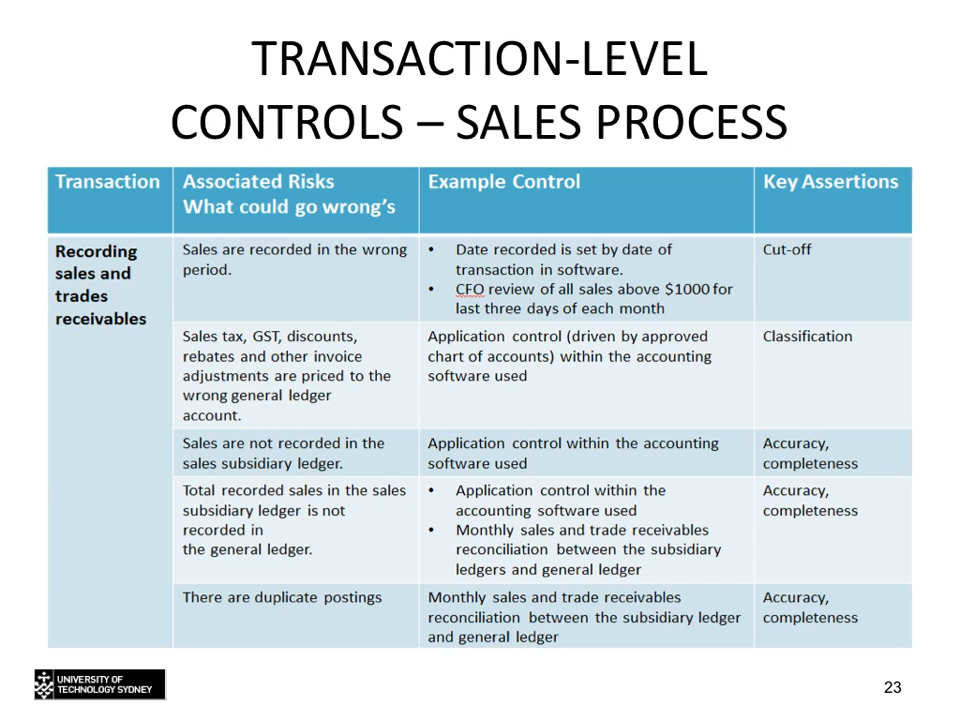 TRANSACTION-LEVEL
CONTROLS – SALES PROCESS
Transaction
Associated Risks
What could go wrong's
Example Control
Key Assertions
Recording
sales and
trades
receivables
Sales are recorded in the wrong
period.
• Date recorded is set by date of
transaction in software.
• CFO review of all sales above $1000 for
last three days of each month
Cut-off
Sales tax, GST, discounts,
rebates and other invoice
adjustments are priced to the
wrong general ledger
account.
Application control (driven by approved
chart of accounts) within the accounting
software used
Classification
Sales are not recorded in the
sales subsidiary ledger.
Application control within the accounting
software used
Accuracy,
completeness
Total recorded sales in the sales
subsidiary ledger is not
recorded in
the general ledger.
• Application control within the
accounting software used
• Monthly sales and trade receivables
reconciliation between the subsidiary
ledgers and general ledger
Accuracy,
completeness
There are duplicate postings
Monthly sales and trade receivables
reconciliation between the subsidiary ledger
and general ledger
Accuracy,
completeness
UNIVERSITY OF
TECHNOLOGY SYDNEY
23